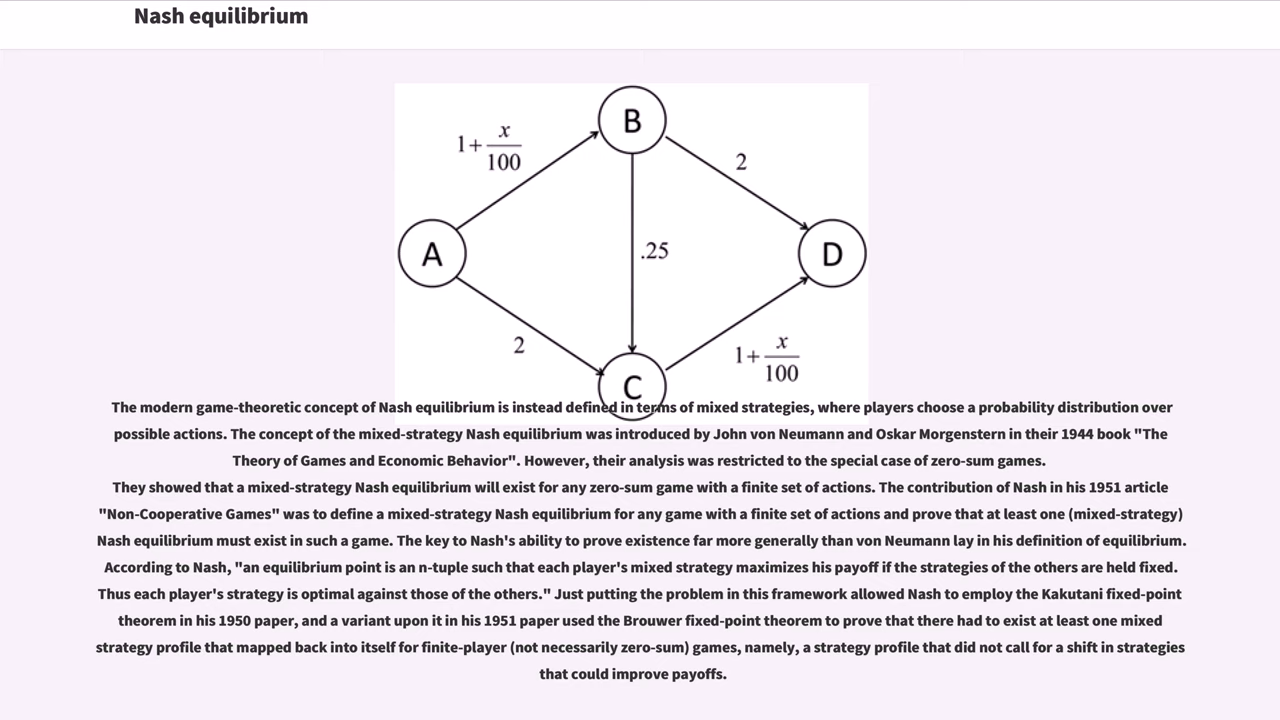 Nash equilibrium
B
1+ x/100
2
A
.25
D
2
1+ x/100
C
The modern game-theoretic concept of Nash equilibrium is instead defined in terms of mixed strategies, where players choose a probability distribution over
possible actions. The concept of the mixed-strategy Nash equilibrium was introduced by John von Neumann and Oskar Morgenstern in their 1944 book "The
Theory of Games and Economic Behavior". However, their analysis was restricted to the special case of zero-sum games.
They showed that a mixed-strategy Nash equilibrium will exist for any zero-sum game with a finite set of actions. The contribution of Nash in his 1951 article
"Non-Cooperative Games" was to define a mixed-strategy Nash equilibrium for any game with a finite set of actions and prove that at least one (mixed-strategy)
Nash equilibrium must exist in such a game. The key to Nash's ability to prove existence far more generally than von Neumann lay in his definition of equilibrium.
According to Nash, "an equilibrium point is an n-tuple such that each player's mixed strategy maximizes his payoff if the strategies of the others are held fixed.
Thus each player's strategy is optimal against those of the others." Just putting the problem in this framework allowed Nash to employ the Kakutani fixed-point
theorem in his 1950 paper, and a variant upon it in his 1951 paper used the Brouwer fixed-point theorem to prove that there had to exist at least one mixed
strategy profile that mapped back into itself for finite-player (not necessarily zero-sum) games, namely, a strategy profile that did not call for a shift in strategies
that could improve payoffs.